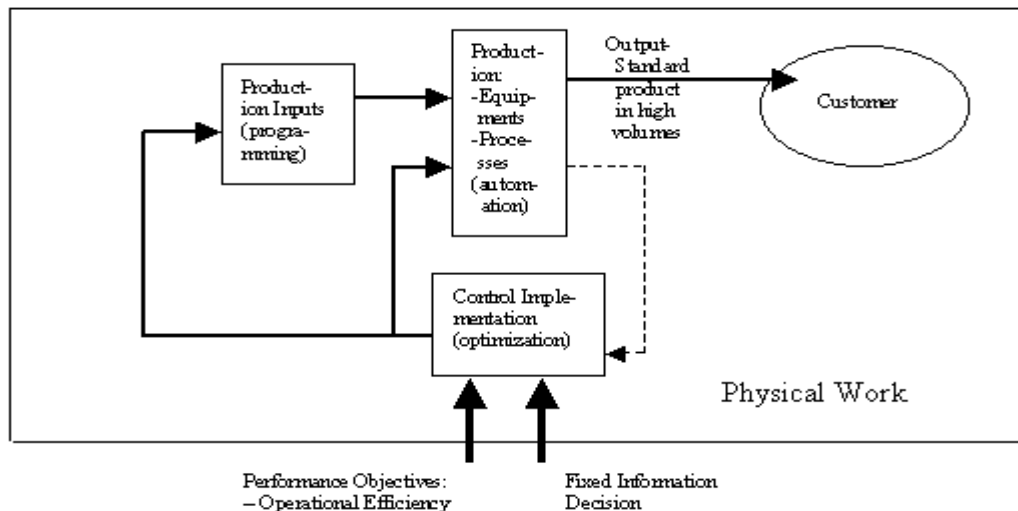 Product-
ion Inputs
(progra-
mming)
Product-
ion:
-Equip-
ments
-Proce-
sses
(autom-
ation)
Output-
Standard
product
in high
volumes
Customer
Control Imple-
mentation
(optimization)
Physical Work
Performance Objectives:
– Operational Efficiency
Fixed Information
Decision